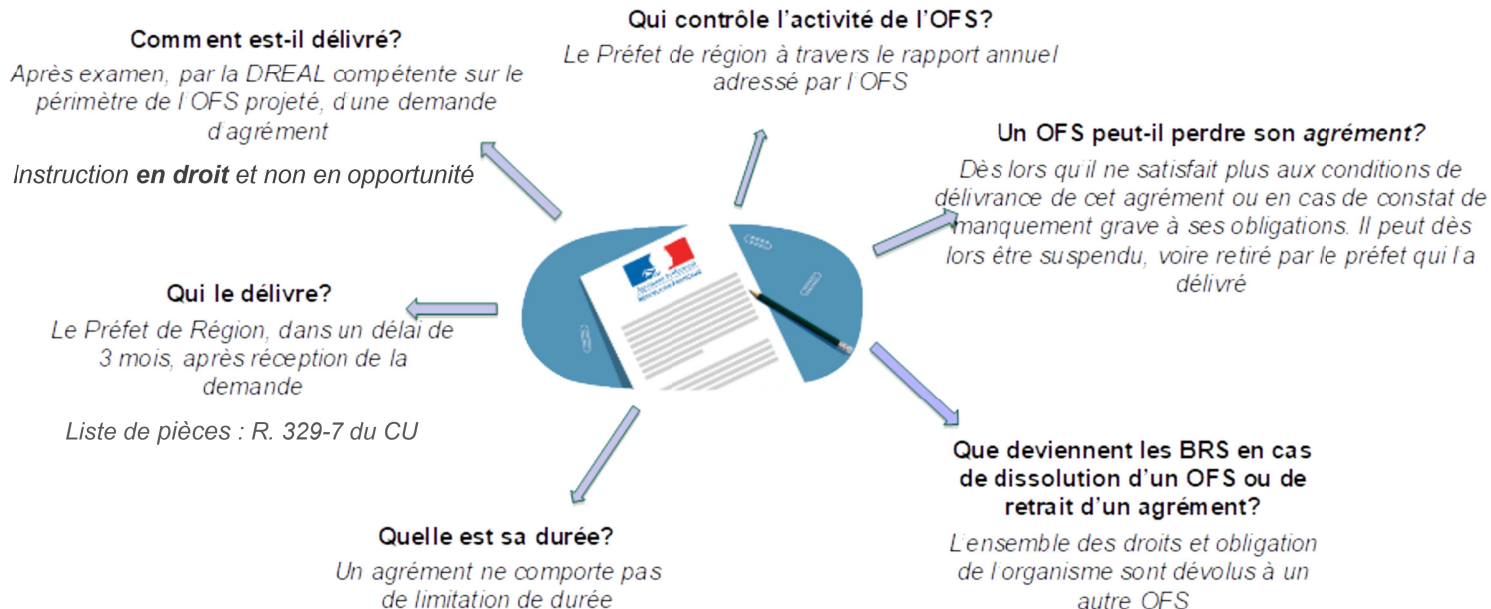 Comment est-il délivré?
Après examen, par la DREAL compétente sur le
périmètre de l'OFS projeté, d'une demande
d'agrément
Instruction en droit et non en opportunité
Qui contrôle l'activité de l'OFS?
Le Préfet de région à travers le rapport annuel
adressé par l'OFS
Un OFS peut-il perdre son agrément?
Dès lors qu'il ne satisfait plus aux conditions de
délivrance de cet agrément ou en cas de constat de
manquement grave à ses obligations. Il peut dès
lors être suspendu, voire retiré par le préfet qui l'a
délivré
Qui le délivre?
Le Préfet de Région, dans un délai de
3 mois, après réception de la
demande
Liste de pièces : R. 329-7 du CU
Quelle est sa durée?
Un agrément ne comporte pas
de limitation de durée
Que deviennent les BRS en cas
de dissolution d'un OFS ou de
retrait d'un agrément?
L'ensemble des droits et obligation
de l'organisme sont dévolus à un
autre OFS